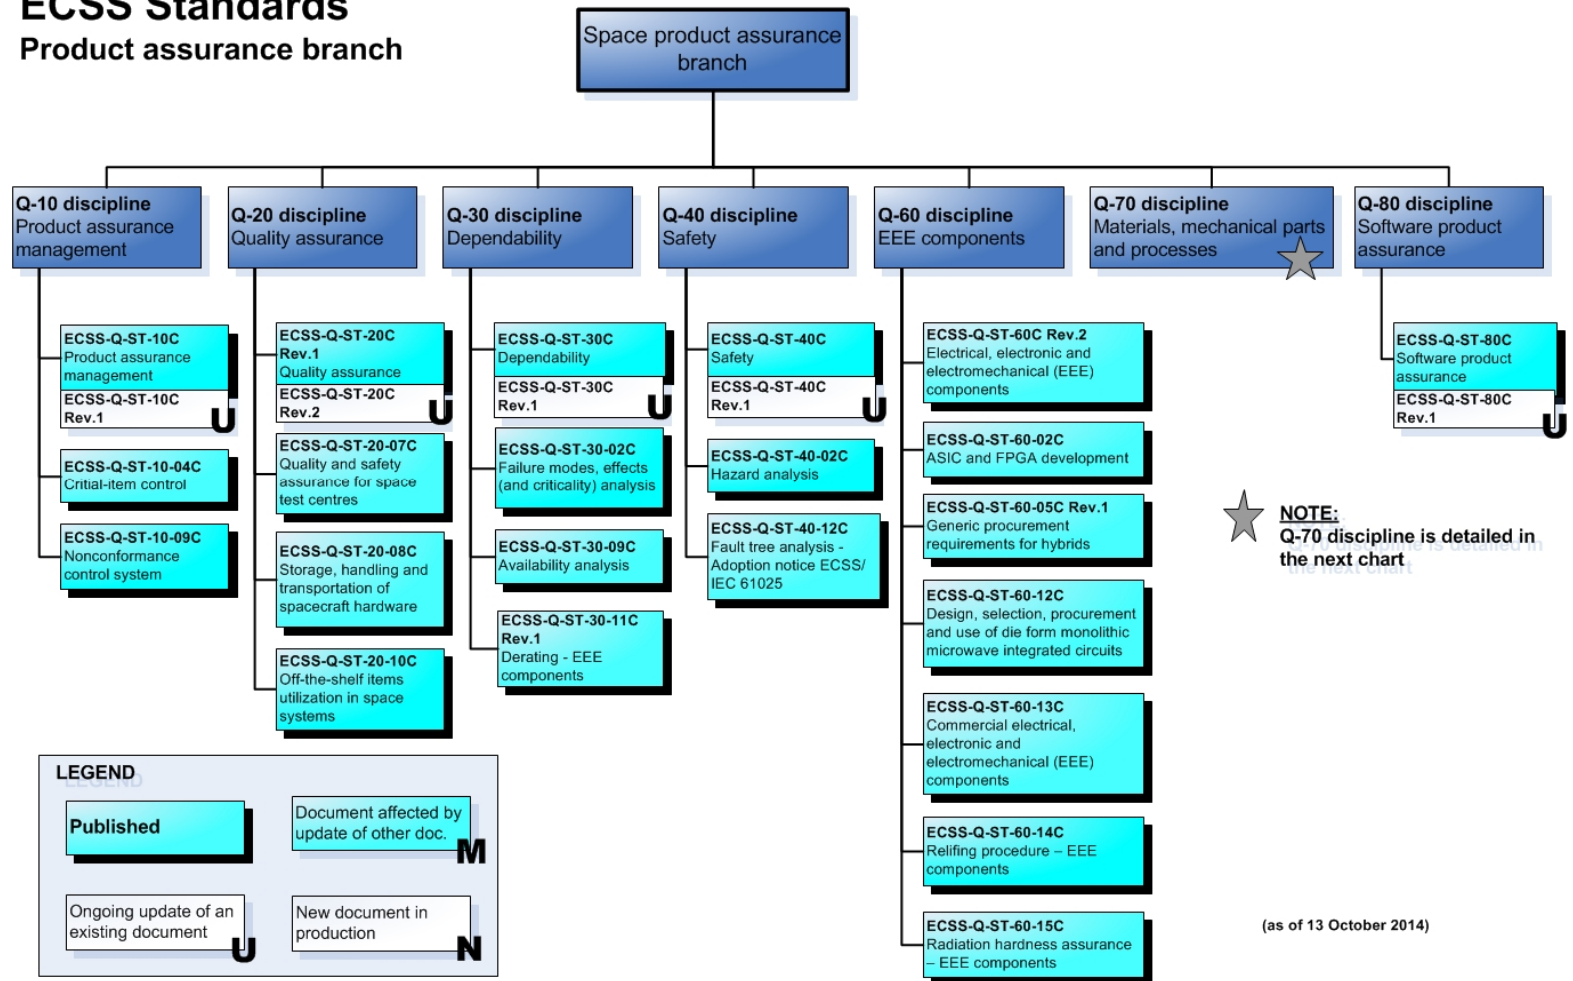 ECSS Standards
Product assurance branch
Space product assurance
branch
Q-10 discipline
Product assurance
management
Q-20 discipline
Quality assurance
Q-30 discipline
Dependability
Q-40 discipline
Safety
Q-60 discipline
EEE components
Q-70 discipline
Materials, mechanical parts
and processes
Q-80 discipline
Software product
assurance
ECSS-Q-ST-10C
Product assurance
management
ECSS-Q-ST-10C
Rev.1
U
ECSS-Q-ST-10-04C
Critial-item control
ECSS-Q-ST-10-09C
Nonconformance
control system
ECSS-Q-ST-20C
Rev.1
Quality assurance
ECSS-Q-ST-20C
Rev.2
U
ECSS-Q-ST-20-07C
Quality and safety
assurance for space
test centres
ECSS-Q-ST-20-08C
Storage, handling and
transportation of
spacecraft hardware
ECSS-Q-ST-20-10C
Off-the-shelf items
utilization in space
systems
ECSS-Q-ST-30C
Dependability
ECSS-Q-ST-30C
Rev.1
U
ECSS-Q-ST-30-02C
Failure modes, effects
(and criticality) analysis
ECSS-Q-ST-30-09C
Availability analysis
ECSS-Q-ST-30-11C
Rev.1
Derating - EEE
components
ECSS-Q-ST-40C
Safety
ECSS-Q-ST-40C
Rev.1
U
ECSS-Q-ST-40-02C
Hazard analysis
ECSS-Q-ST-40-12C
Fault tree analysis -
Adoption notice ECSS/
IEC 61025
ECSS-Q-ST-60C Rev.2
Electrical, electronic and
electromechanical (EEE)
components
ECSS-Q-ST-60-02C
ASIC and FPGA development
ECSS-Q-ST-60-05C Rev.1
Generic procurement
requirements for hybrids
ECSS-Q-ST-60-12C
Design, selection, procurement
and use of die form monolithic
microwave integrated circuits
ECSS-Q-ST-60-13C
Commercial electrical,
electronic and
electromechanical (EEE)
components
ECSS-Q-ST-60-14C
Relifing procedure – EEE
components
ECSS-Q-ST-60-15C
Radiation hardness assurance
– EEE components
ECSS-Q-ST-80C
Software product
assurance
ECSS-Q-ST-80C
Rev.1
U
NOTE:
Q-70 discipline is detailed in
the next chart
LEGEND
Published
Document affected by
update of other doc.
M
Ongoing update of an
existing document
U
New document in
production
N
(as of 13 October 2014)